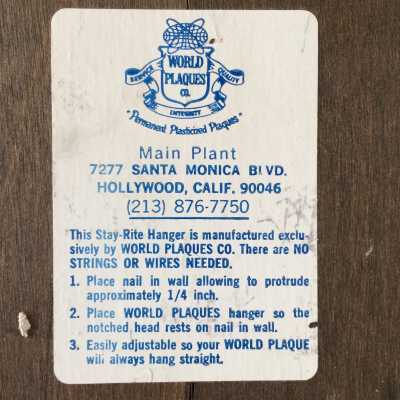 WORLD
PLAQUES
CO.
SERVICE
QUALITY
INTEGRITY
"Permanent Plasticized Plaques"
Main Plant
7277 SANTA MONICA BLVD.
HOLLYWOOD, CALIF. 90046
(213) 876-7750
This Stay-Rite Hanger is manufactured exclu-
sively by WORLD PLAQUES CO. There are NO
STRINGS OR WIRES NEEDED.
1. Place nail in wall allowing to protrude
approximately 1/4 inch.
2. Place WORLD PLAQUES hanger so the
notched head rests on nail in wall.
3. Easily adjustable so your WORLD PLAQUE
will always hang straight.